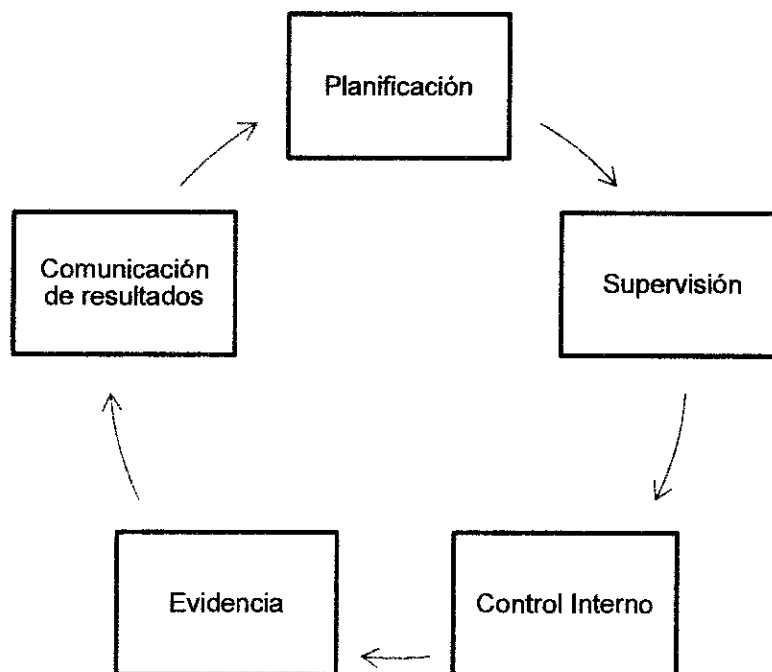 Planificación
Supervisión
Control Interno
Evidencia
Comunicación
de resultados